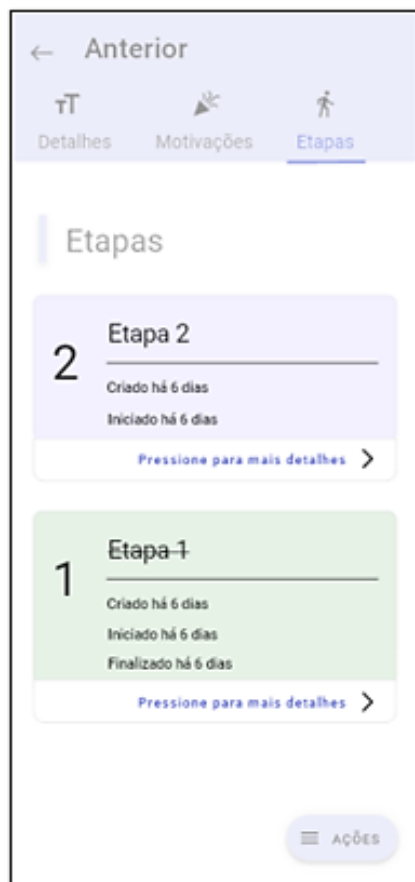 Anterior
Detalhes Motivações Etapas
Etapas
2
Etapa 2
Criado há 6 dias
Iniciado há 6 dias
Pressione para mais detalhes
1
Etapa 1
Criado há 6 dias
Iniciado há 6 dias
Finalizado há 6 dias
Pressione para mais detalhes
AÇÕES